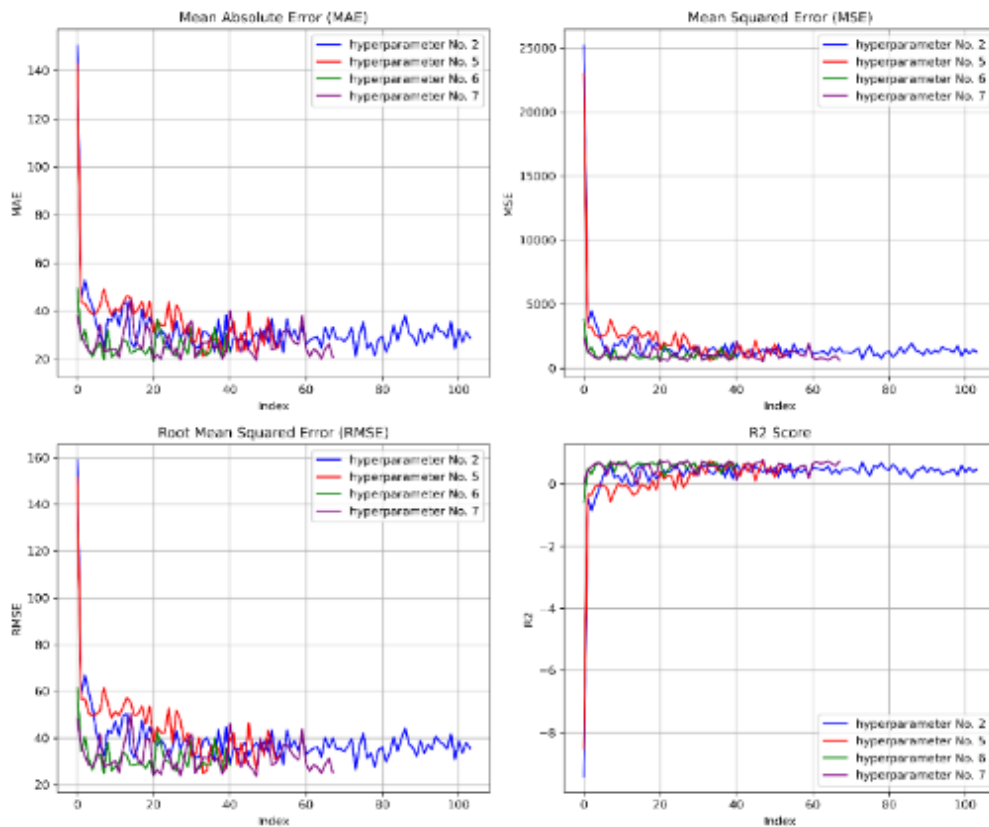 Mean Absolute Error (MAE)
hyperparameter No. 2
hyperparameter No. 5
hyperparameter No. 6
hyperparameter No. 7
140
120
100
80
60
40
20
MAE
0
20
40
60
80
100
Index
Mean Squared Error (MSE)
hyperparameter No. 2
hyperparameter No. 5
hyperparameter No. 6
hyperparameter No. 7
25000
20000
15000
10000
5000
0
MSE
0
20
40
60
80
100
Index
Root Mean Squared Error (RMSE)
hyperparameter No. 2
hyperparameter No. 5
hyperparameter No. 6
hyperparameter No. 7
160
140
120
100
80
60
40
20
RMSE
0
20
40
60
80
100
Index
R2 Score
0
−2
−4
−6
−8
R2
hyperparameter No. 2
hyperparameter No. 5
hyperparameter No. 6
hyperparameter No. 7
0
20
40
60
80
100
Index